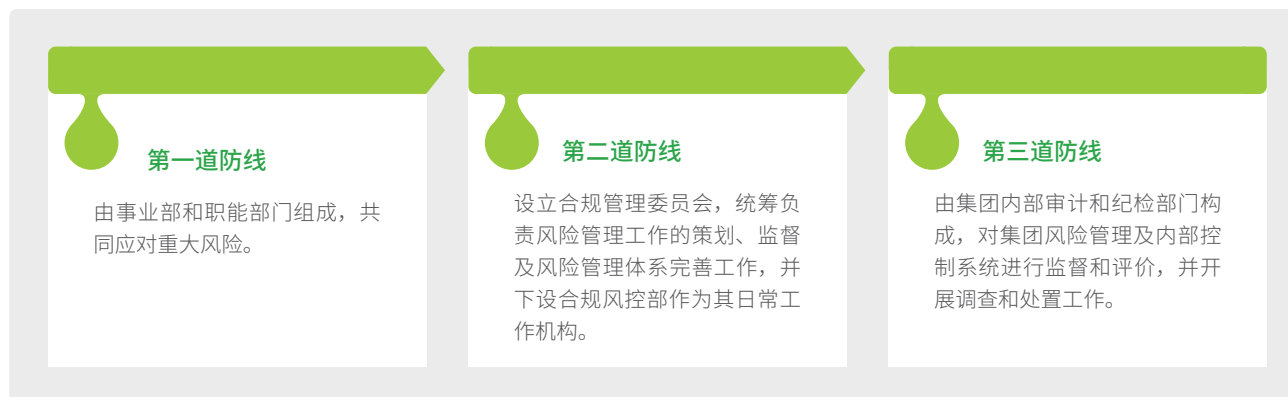 第一道防线
由事业部和职能部门组成，共
同应对重大风险。
第二道防线
设立合规管理委员会，统筹负
责风险管理工作的策划、监督
及风险管理体系完善工作，并
下设合规风控部作为其日常工
作机构。
第三道防线
由集团内部审计和纪检部门构
成，对集团风险管理及内部控
制系统进行监督和评价，并开
展调查和处置工作。